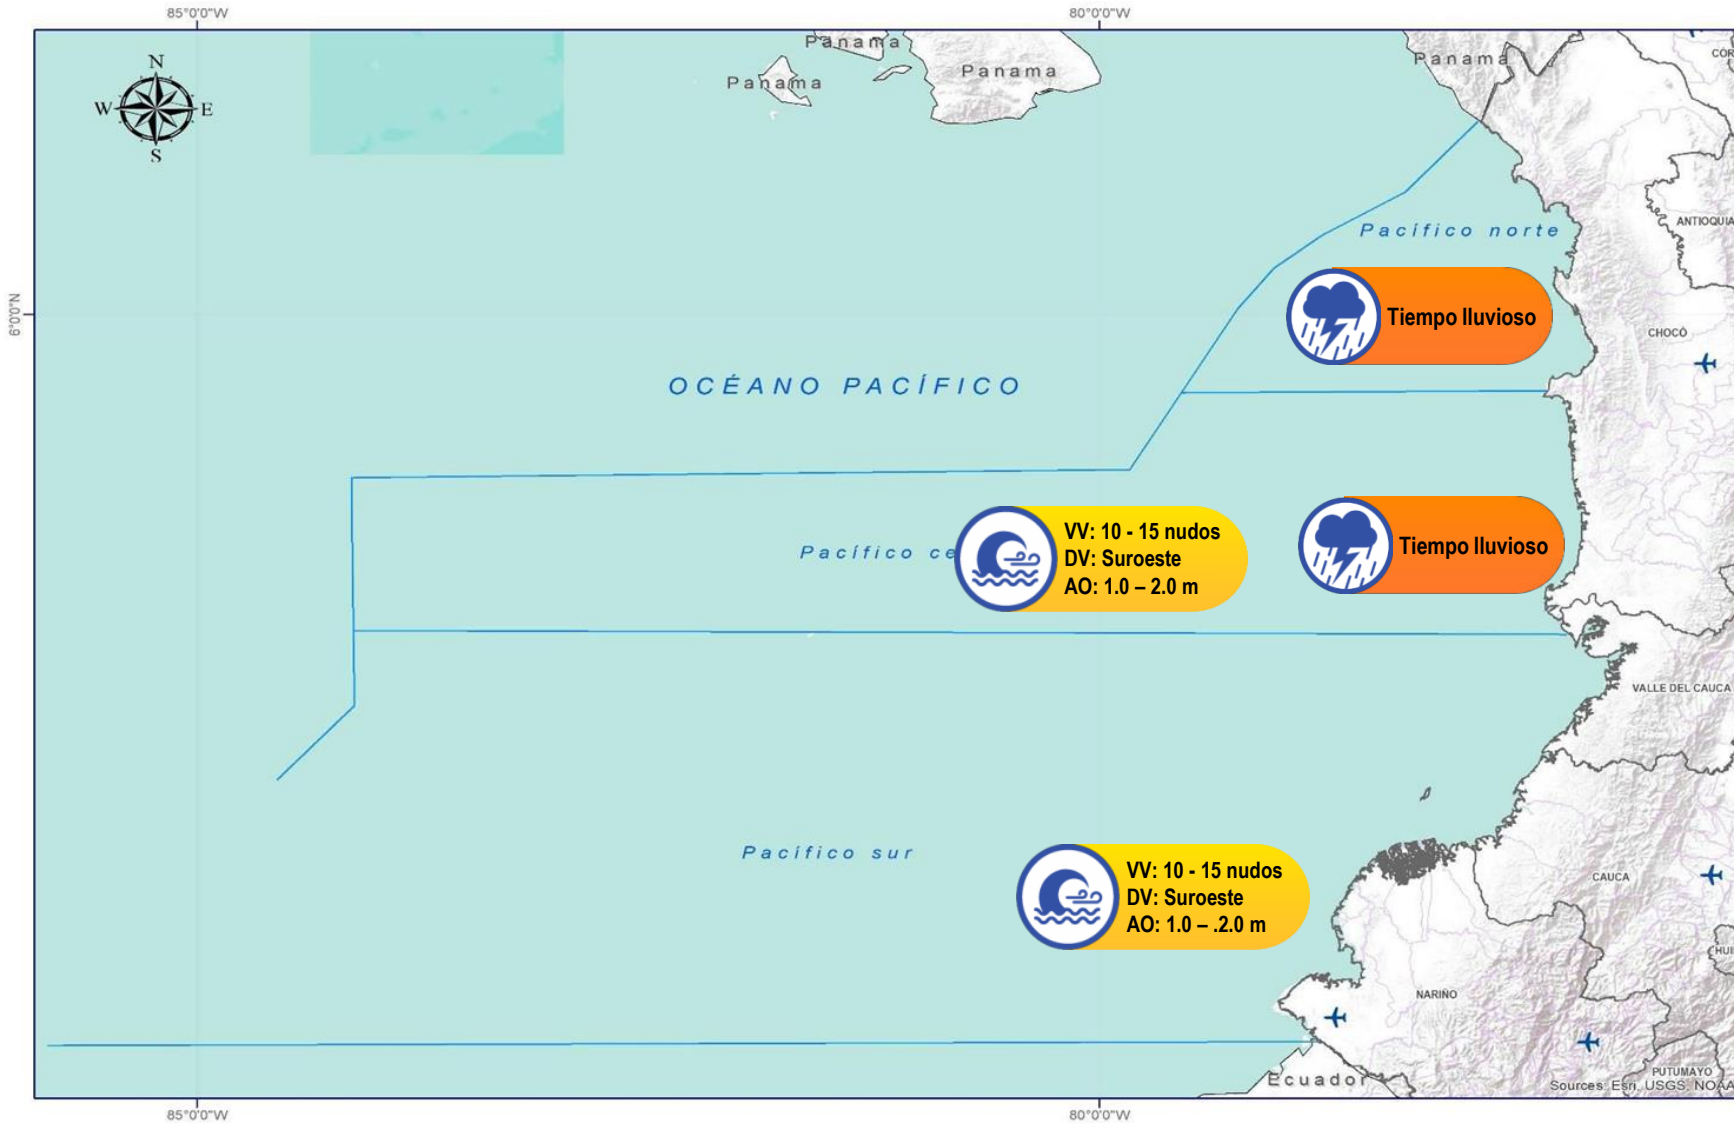 85°0'0"W
80°0'0"W
N
W
E
S
Panama
Panama
Panama
Panama
COR
ANTIOQUIA
Pacífico norte
6°0'0"N
Tiempo lluvioso
CHOCÓ
OCÉANO PACÍFICO
VV: 10 - 15 nudos
DV: Suroeste
AO: 1.0 – 2.0 m
Pacífico ce
Tiempo lluvioso
VALLE DEL CAUCA
Pacífico sur
VV: 10 - 15 nudos
DV: Suroeste
AO: 1.0 – .2.0 m
CAUCA
HUI
NARIÑO
Ecuador
PUTUMAYO
Sources: Esri, USGS, NOAA
85°0'0"W
80°0'0"W